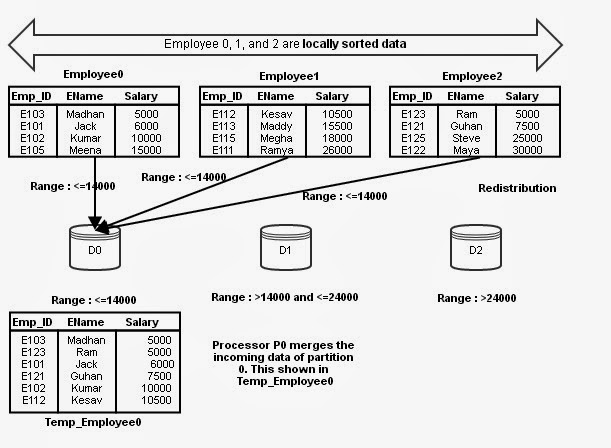 Employee 0, 1, and 2 are locally sorted data
Employee0
Emp_ID EName Salary
E103 Madhan 5000
E101 Jack 6000
E102 Kumar 10000
E105 Meena 15000
Employee1
Emp_ID EName Salary
E112 Kesav 10500
E113 Maddy 15500
E115 Megha 18000
E111 Ramya 26000
Employee2
Emp_ID EName Salary
E123 Ram 5000
E121 Guhan 7500
E125 Steve 25000
E122 Maya 30000
Range : <=14000
Range : <=14000
Range : <=14000
Redistribution
D0
D1
D2
Range : <=14000
Range : >14000 and <=24000
Range : >24000
Emp_ID EName Salary
E103 Madhan 5000
E123 Ram 5000
E101 Jack 6000
E121 Guhan 7500
E102 Kumar 10000
E112 Kesav 10500
Temp_Employee0
Processor P0 merges the
incoming data of partition
0. This shown in
Temp_Employee0